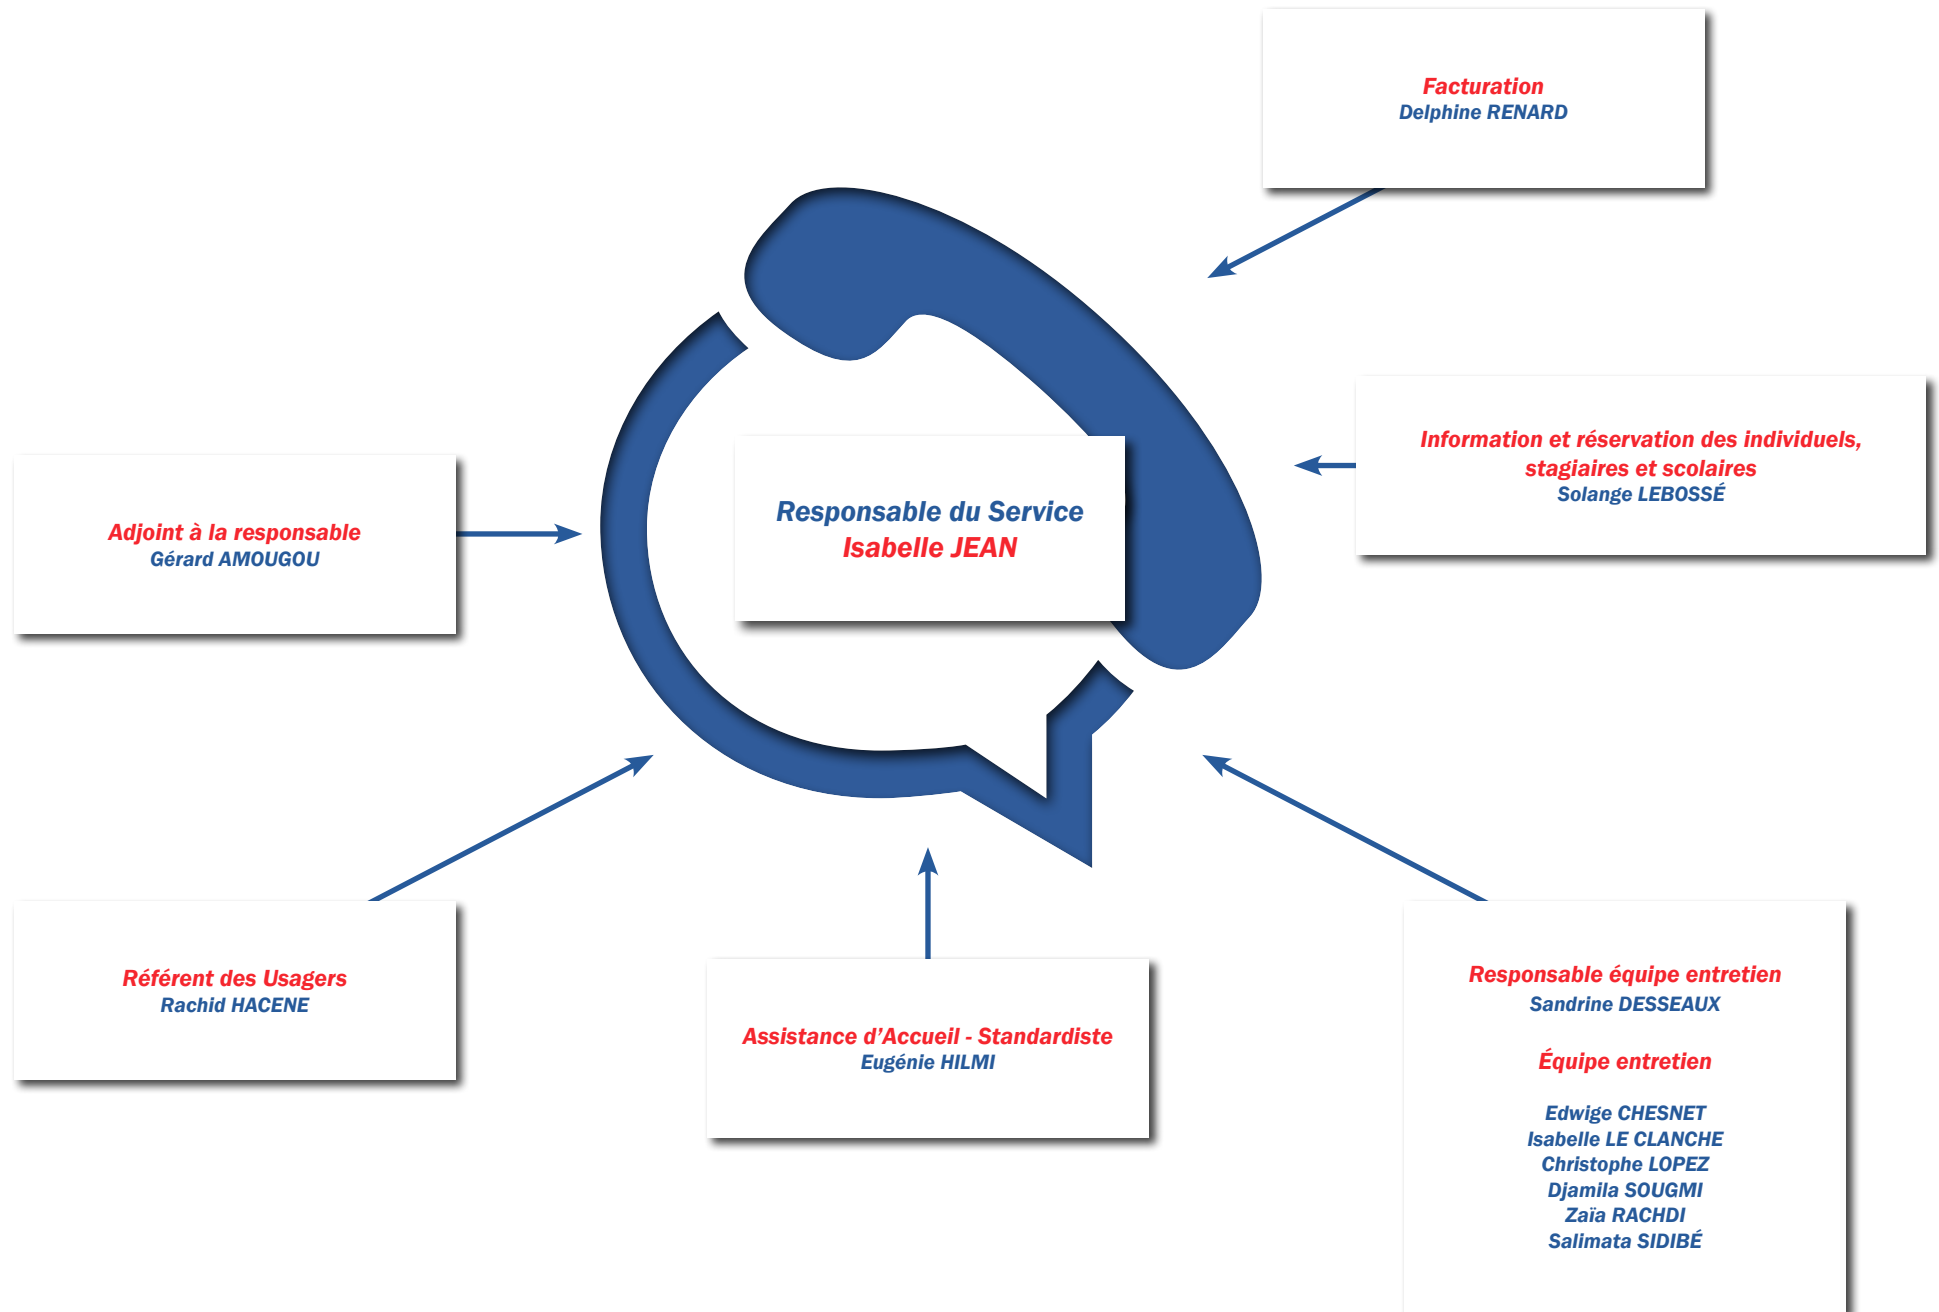 Facturation
Delphine RENARD
Information et réservation des individuels,
stagiaires et scolaires
Solange LEBOSSÉ
Responsable du Service
Isabelle JEAN
Adjoint à la responsable
Gérard AMOUGOU
Référent des Usagers
Rachid HACENE
Assistance d’Accueil - Standardiste
Eugénie HILMI
Responsable équipe entretien
Sandrine DESSEAUX
Équipe entretien
Edwige CHESNET
Isabelle LE CLANCHE
Christophe LOPEZ
Djamila SOUGMI
Zaïa RACHDI
Salimata SIDIBÉ